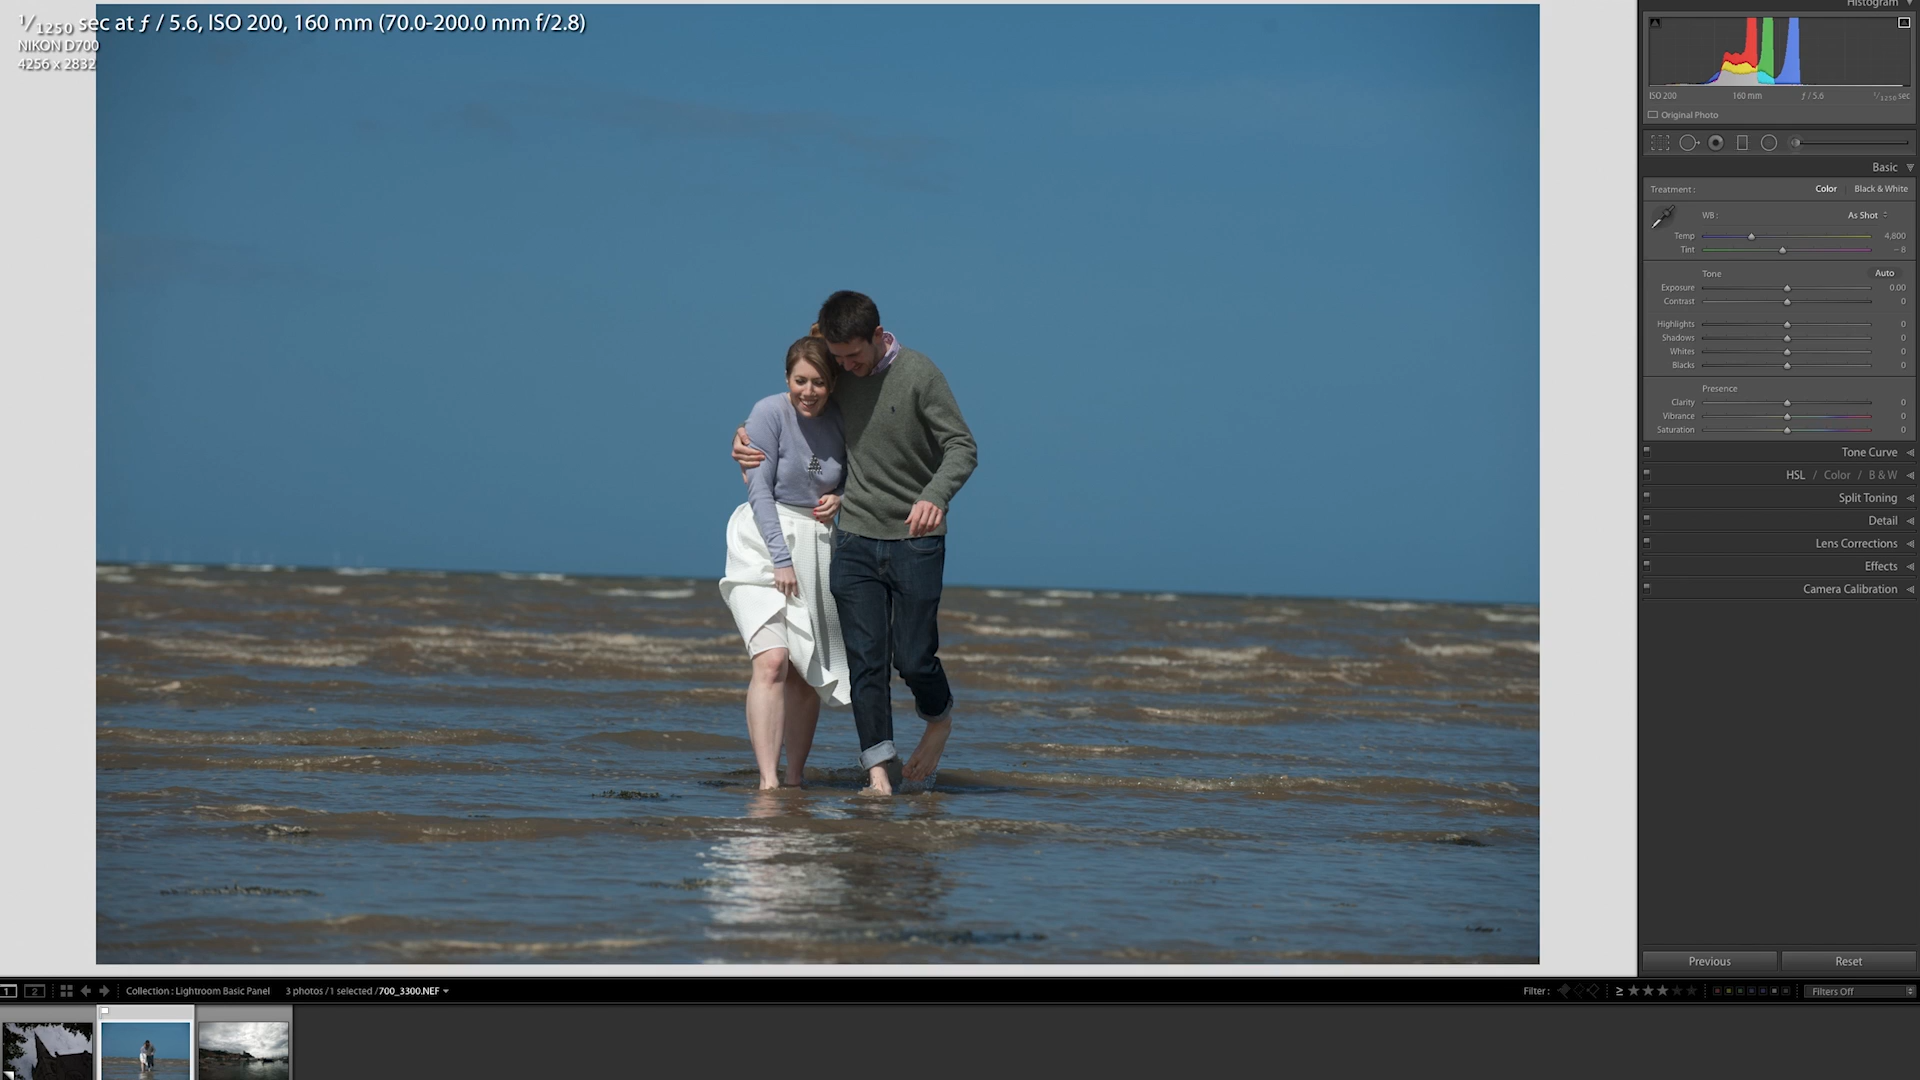 Histogram
1/1250 sec at ƒ / 5.6, ISO 200, 160 mm (70.0-200.0 mm f/2.8)
NIKON D700
4256 x 2832
ISO 200 160 mm ƒ / 5.6 1/1250 sec
Original Photo
Basic
Treatment : Color Black & White
WB : As Shot
Temp 4,800
Tint – 8
Tone Auto
Exposure 0.00
Contrast 0
Highlights 0
Shadows 0
Whites 0
Blacks 0
Presence
Clarity 0
Vibrance 0
Saturation 0
Tone Curve
HSL / Color / B & W
Split Toning
Detail
Lens Corrections
Effects
Camera Calibration
Previous Reset
1 2 Collection : Lightroom Basic Panel 3 photos / 1 selected / 700_3300.NEF Filter : ≥ ★★★★★ Filters Off